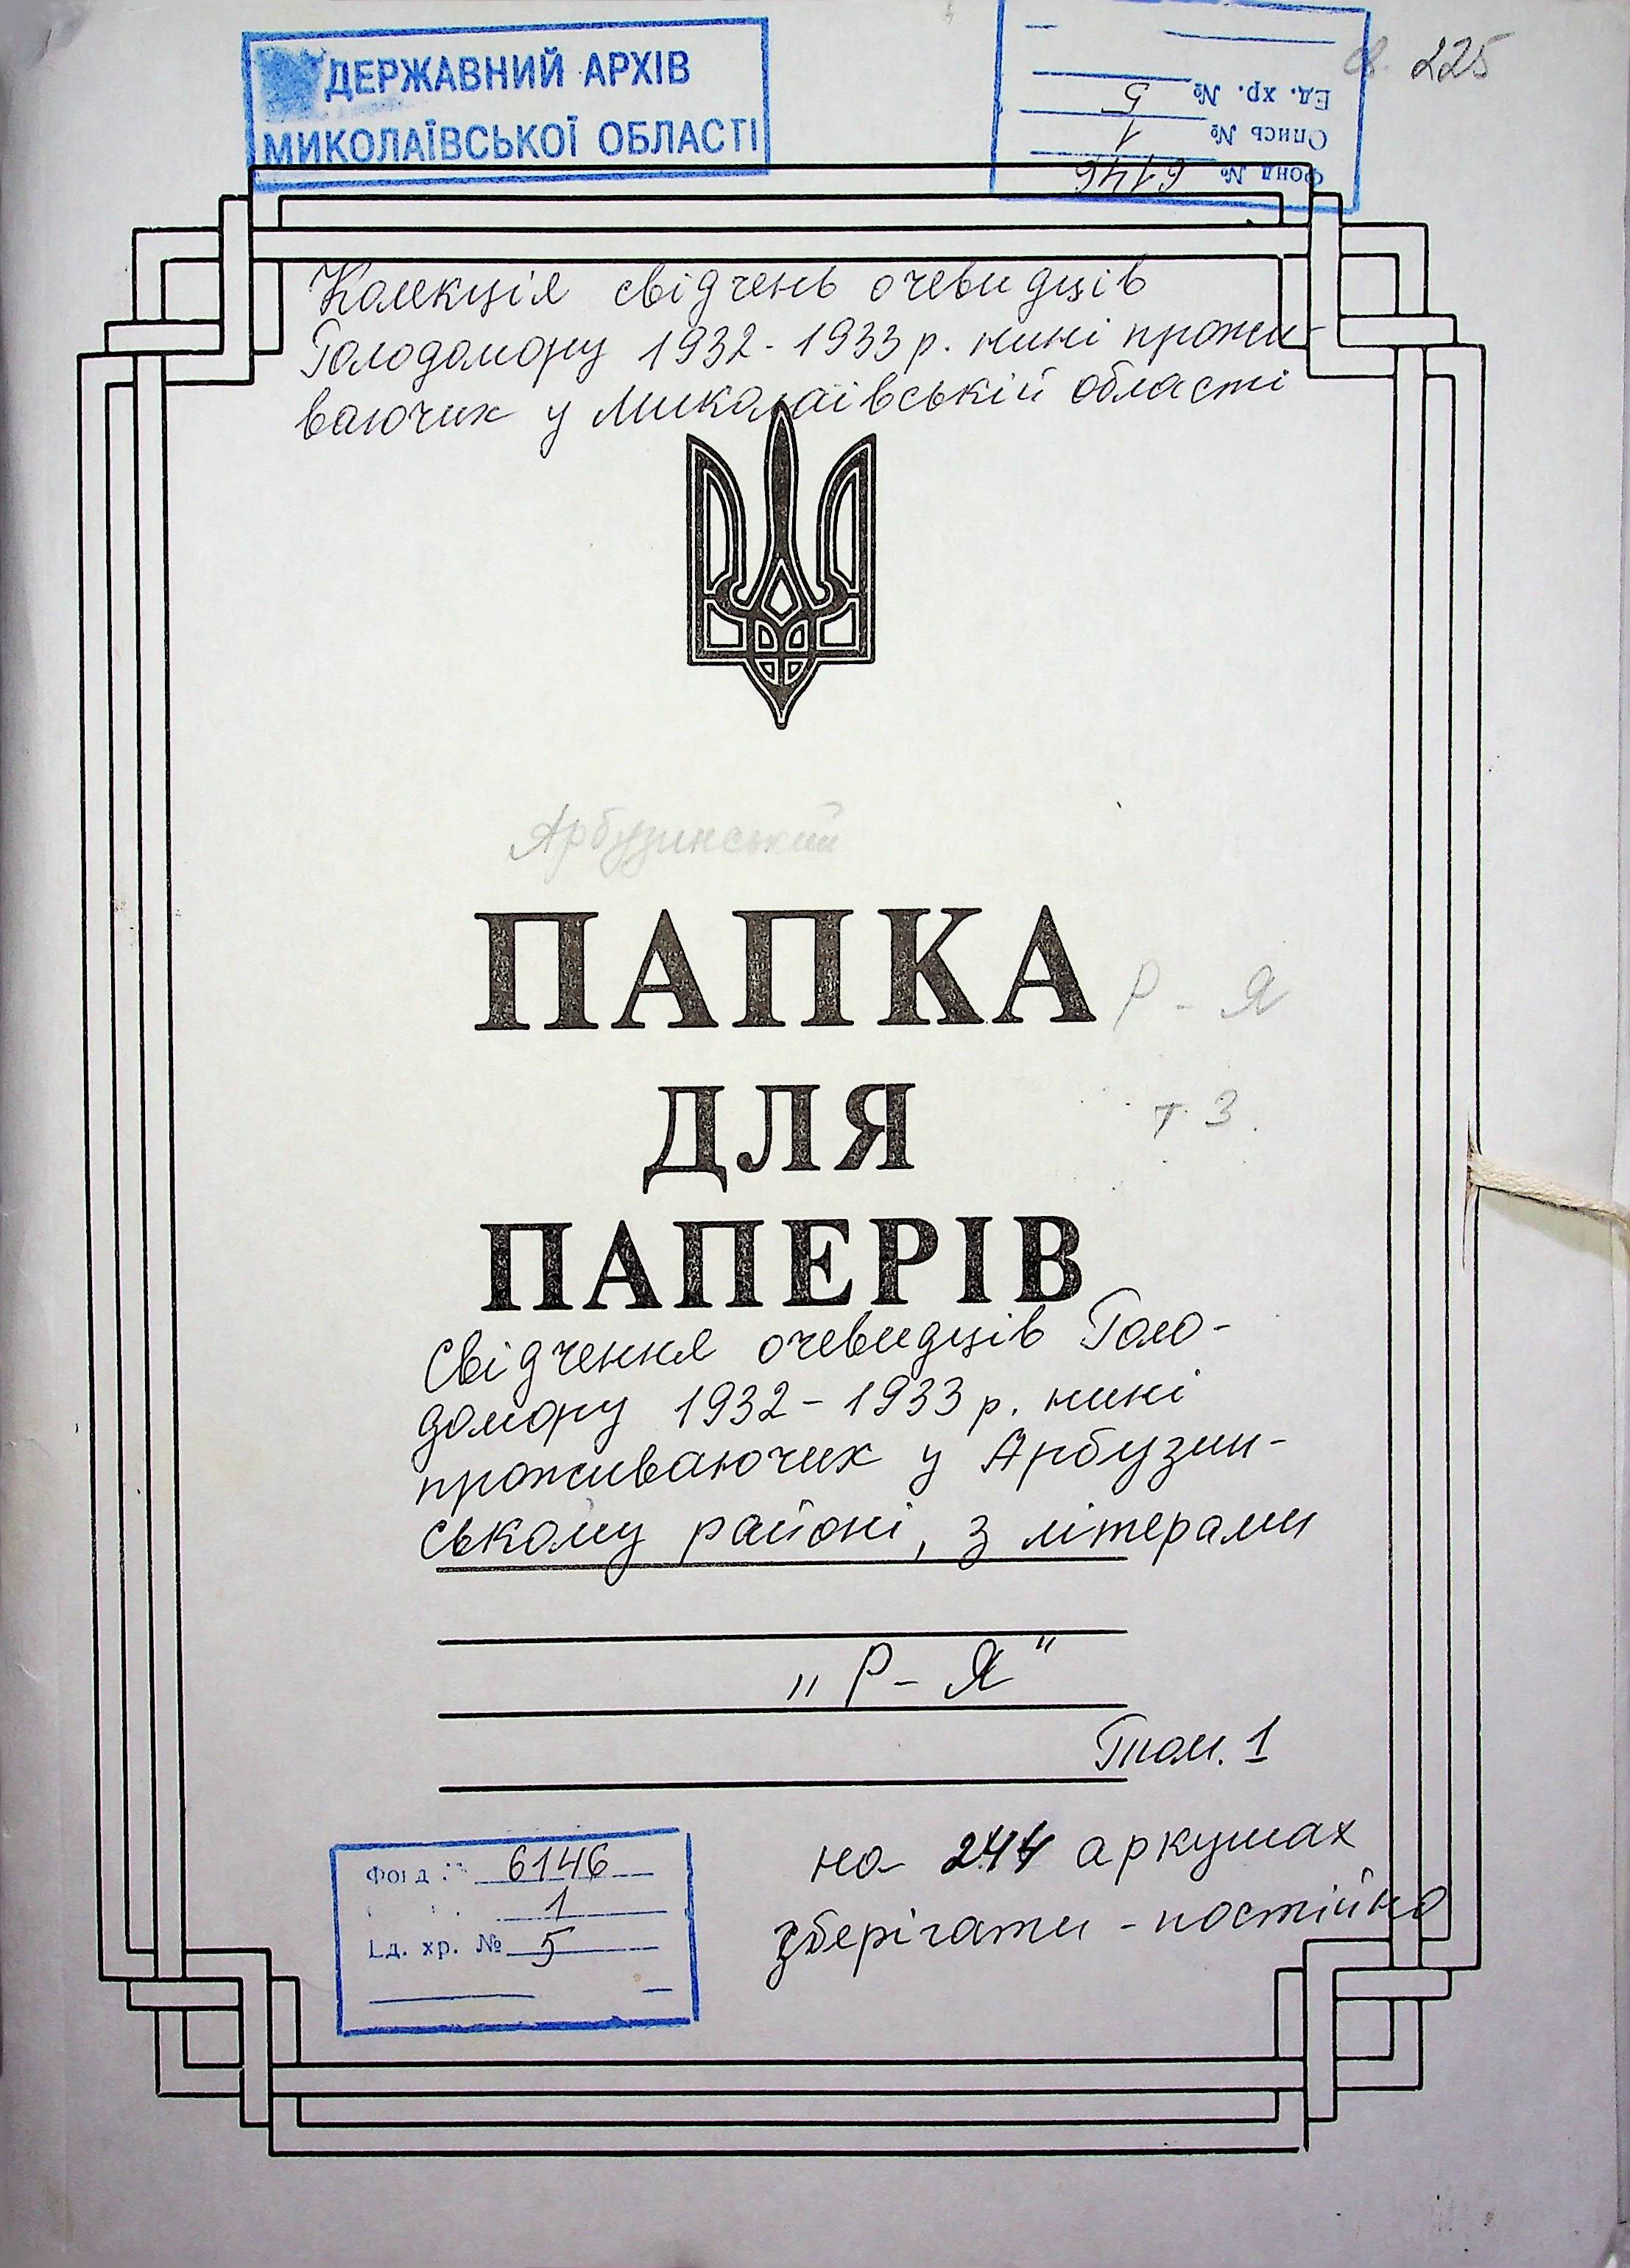 ДЕРЖАВНИЙ АРХІВ
МИКОЛАЇВСЬКОЇ ОБЛАСТІ
225
Фонд № 6146
Опись № 1
Ед. хр. № 5
Колекція свідчень очевидців
Голодомору 1932-1933 р. нині прожи-
ваючих у Миколаївській області
Арбузинський
ПАПКА
Р - Я
ДЛЯ
т 3.
ПАПЕРІВ
Свідчення очевидців Голо-
домору 1932-1933 р. нині
проживаючих у Арбузин-
ському районі, з літерами
„Р - Я"
Том. 1
на 244 аркушах
зберігати - постійно
Фонд 6146
1
Ед. хр. № 5